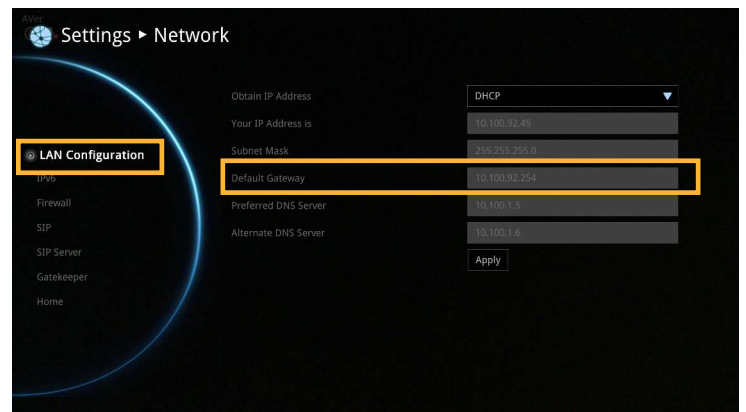 AVer
Settings ▸ Network
Obtain IP Address DHCP
Your IP Address is 10.100.92.45
LAN Configuration
Subnet Mask 255.255.255.0
IPv6
Default Gateway 10.100.92.254
Firewall
Preferred DNS Server 10.100.1.5
SIP
Alternate DNS Server 10.100.1.6
SIP Server
Apply
Gatekeeper
Home